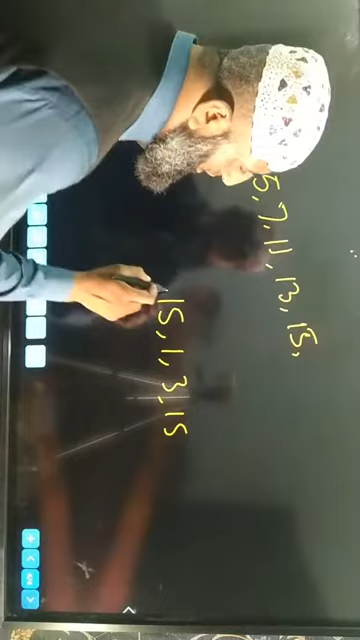 5, 7, 11, 13, 15,
15, 1, 3, 15